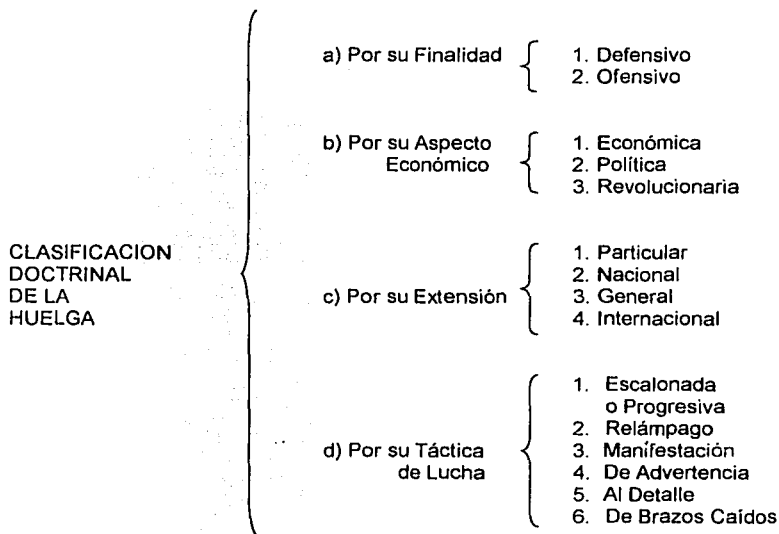 CLASIFICACION
DOCTRINAL
DE LA
HUELGA
a) Por su Finalidad
1. Defensivo
2. Ofensivo
b) Por su Aspecto
Económico
1. Económica
2. Política
3. Revolucionaria
c) Por su Extensión
1. Particular
2. Nacional
3. General
4. Internacional
d) Por su Táctica
de Lucha
1. Escalonada
o Progresiva
2. Relámpago
3. Manifestación
4. De Advertencia
5. Al Detalle
6. De Brazos Caídos